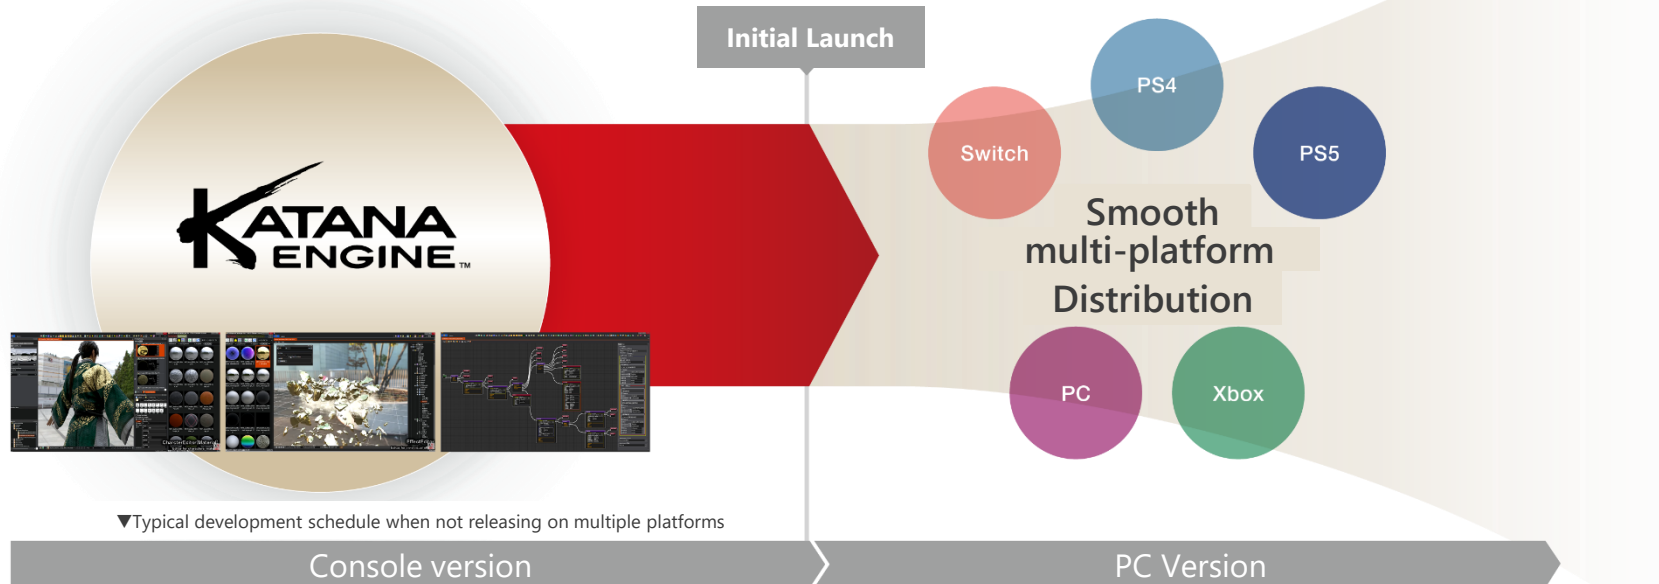 Initial Launch
PS4
Switch
PS5
KATANA
ENGINE™
Smooth
multi-platform
Distribution
PC
Xbox
▼Typical development schedule when not releasing on multiple platforms
Console version
PC Version